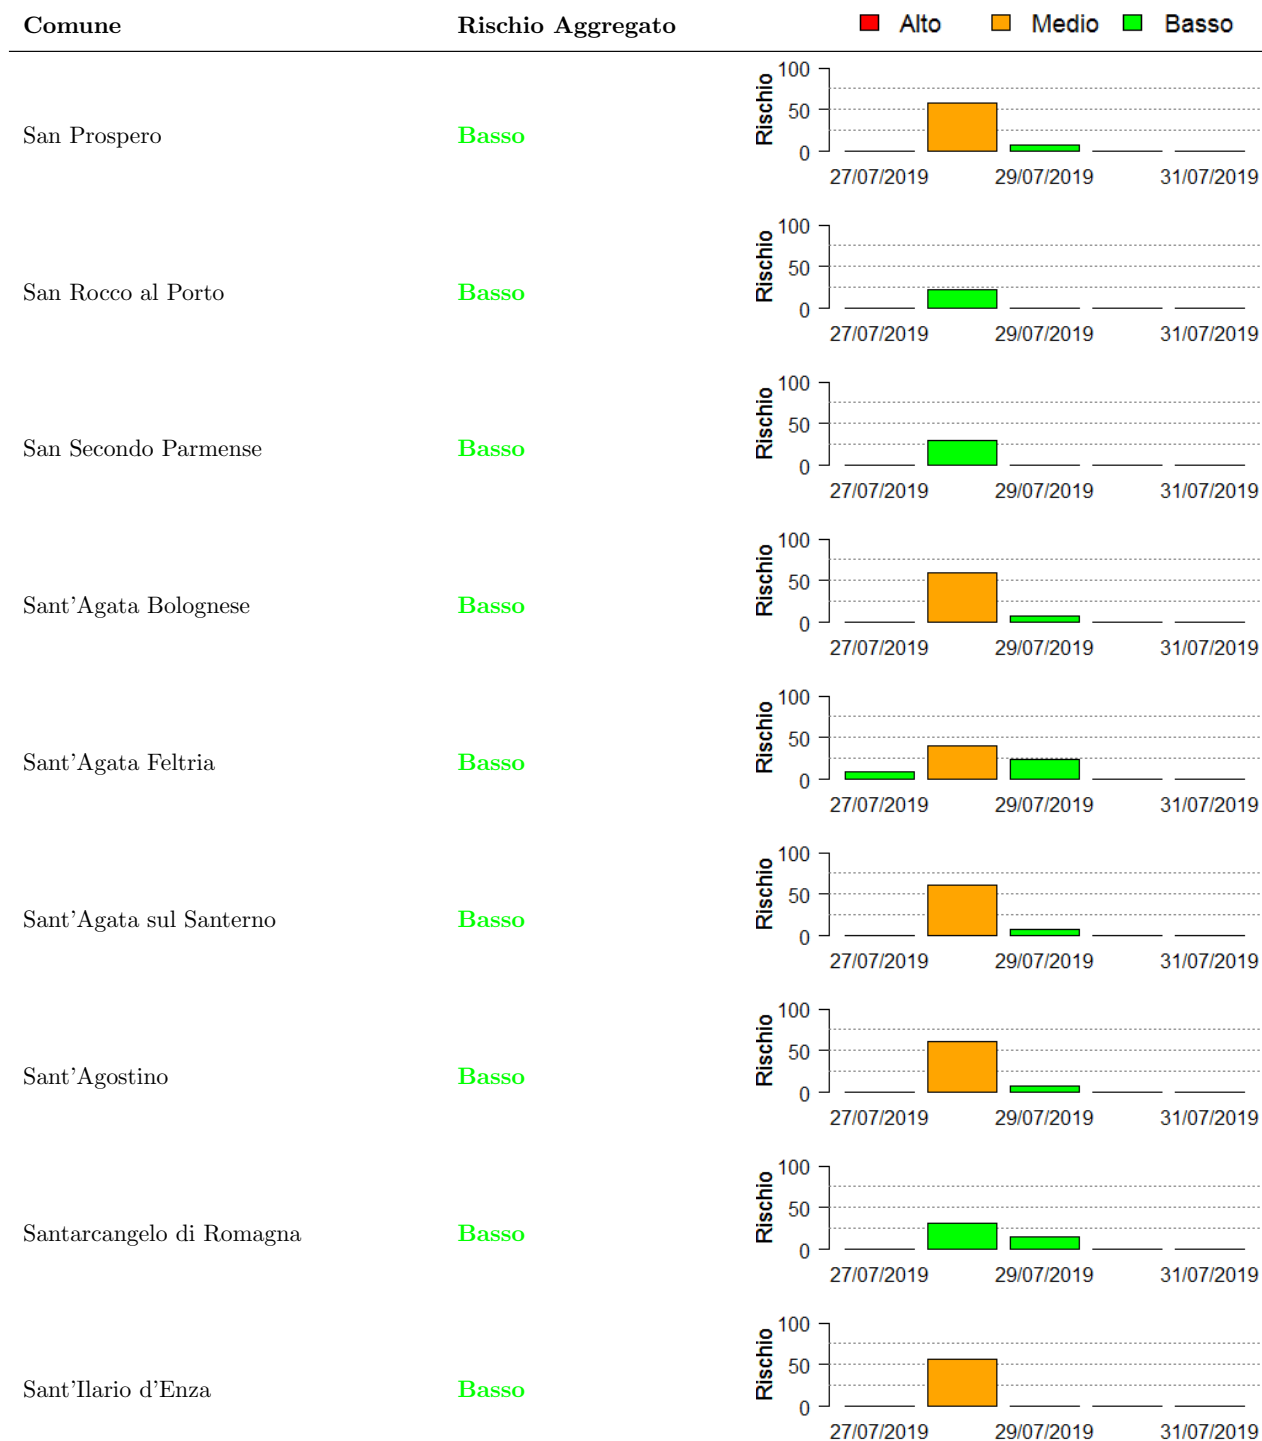 Comune Rischio Aggregato Alto Medio Basso
San Prospero Basso Rischio 100 50 0
27/07/2019 29/07/2019 31/07/2019
San Rocco al Porto Basso Rischio 100 50 0
27/07/2019 29/07/2019 31/07/2019
San Secondo Parmense Basso Rischio 100 50 0
27/07/2019 29/07/2019 31/07/2019
Sant'Agata Bolognese Basso Rischio 100 50 0
27/07/2019 29/07/2019 31/07/2019
Sant'Agata Feltria Basso Rischio 100 50 0
27/07/2019 29/07/2019 31/07/2019
Sant'Agata sul Santerno Basso Rischio 100 50 0
27/07/2019 29/07/2019 31/07/2019
Sant'Agostino Basso Rischio 100 50 0
27/07/2019 29/07/2019 31/07/2019
Santarcangelo di Romagna Basso Rischio 100 50 0
27/07/2019 29/07/2019 31/07/2019
Sant'Ilario d'Enza Basso Rischio 100 50 0
27/07/2019 29/07/2019 31/07/2019